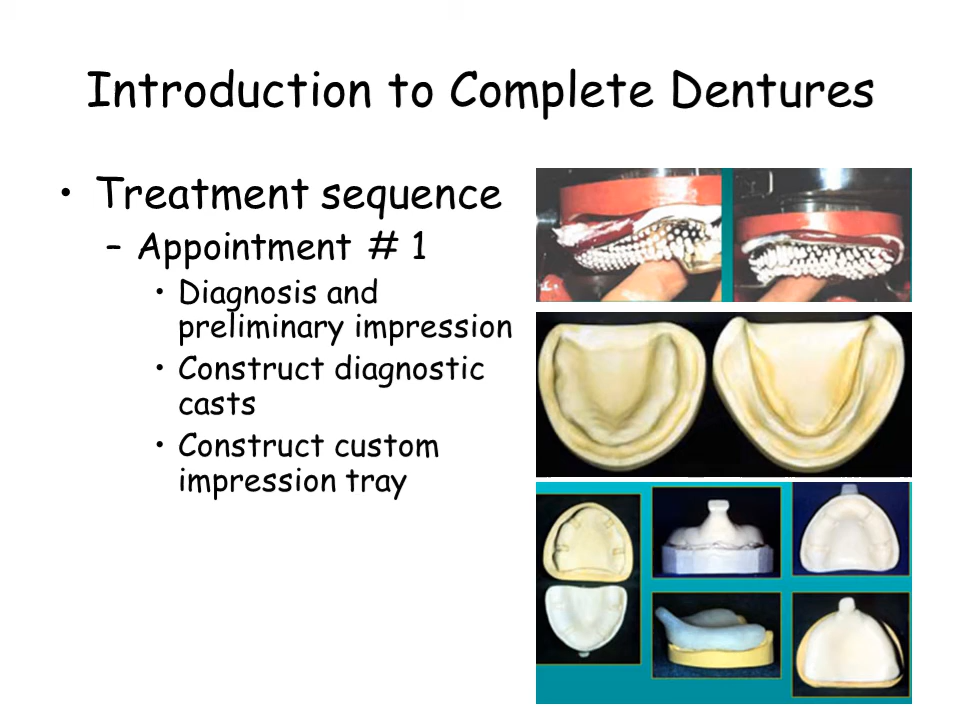 Introduction to Complete Dentures
• Treatment sequence
– Appointment # 1
• Diagnosis and
preliminary impression
• Construct diagnostic
casts
• Construct custom
impression tray